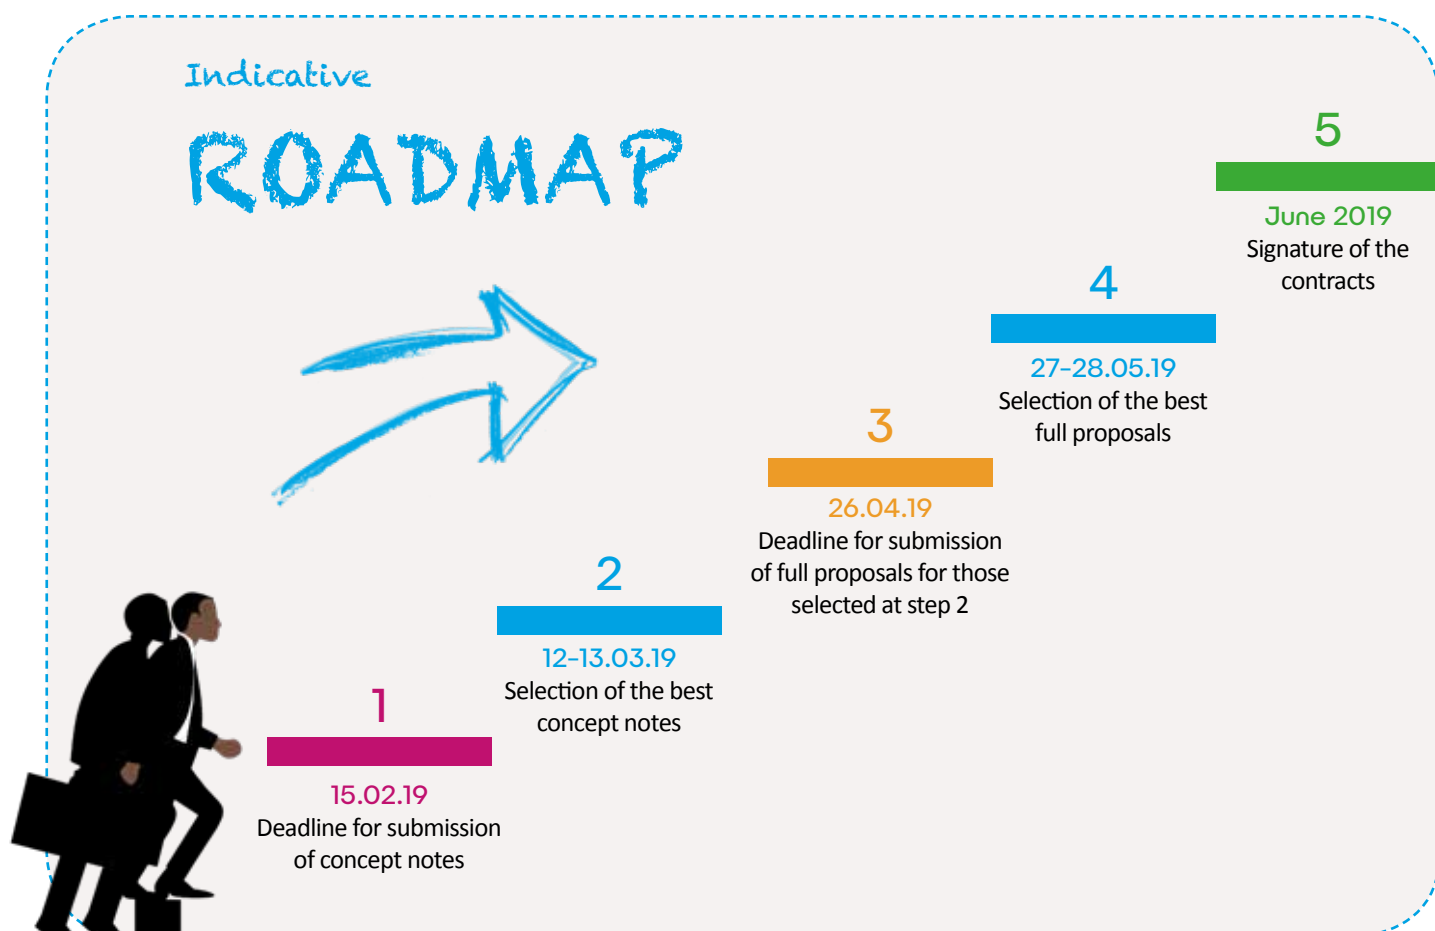 Indicative
ROADMAP
1
15.02.19
Deadline for submission
of concept notes
2
12-13.03.19
Selection of the best
concept notes
3
26.04.19
Deadline for submission
of full proposals for those
selected at step 2
4
27-28.05.19
Selection of the best
full proposals
5
June 2019
Signature of the
contracts